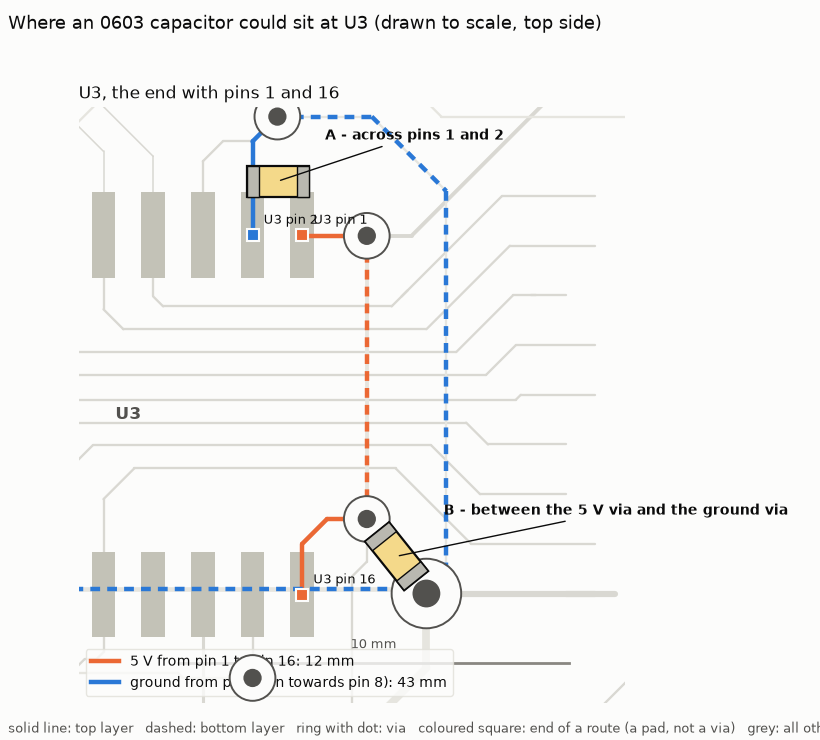 Where an 0603 capacitor could sit at U3 (drawn to scale, top side)
U3, the end with pins 1 and 16
A - across pins 1 and 2
U3 pin 2
U3 pin 1
U3
B - between the 5 V via and the ground via
U3 pin 16
10 mm
5 V from pin 1 to pin 16: 12 mm
ground from p n towards pin 8): 43 mm
solid line: top layer dashed: bottom layer ring with dot: via coloured square: end of a route (a pad, not a via) grey: all oth